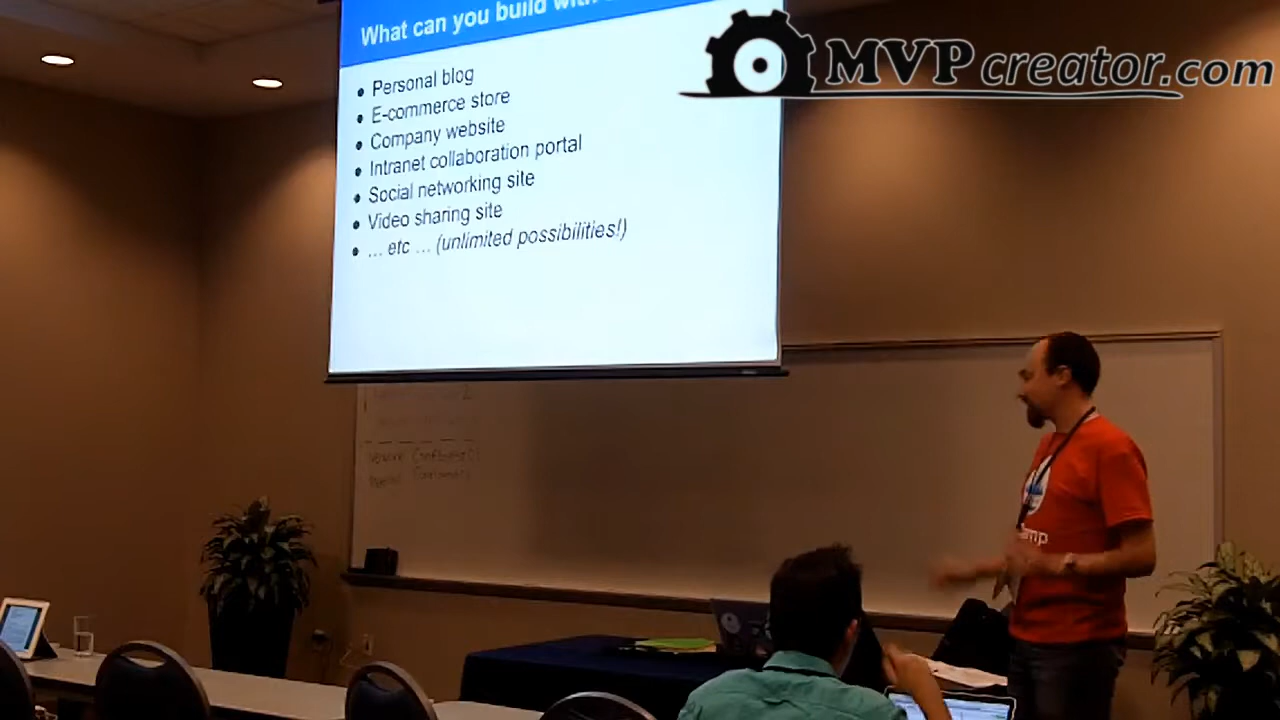 What can you build with
MVPcreator.com
Personal blog
E-commerce store
Company website
Intranet collaboration portal
Social networking site
Video sharing site
... etc ... (unlimited possibilities!)